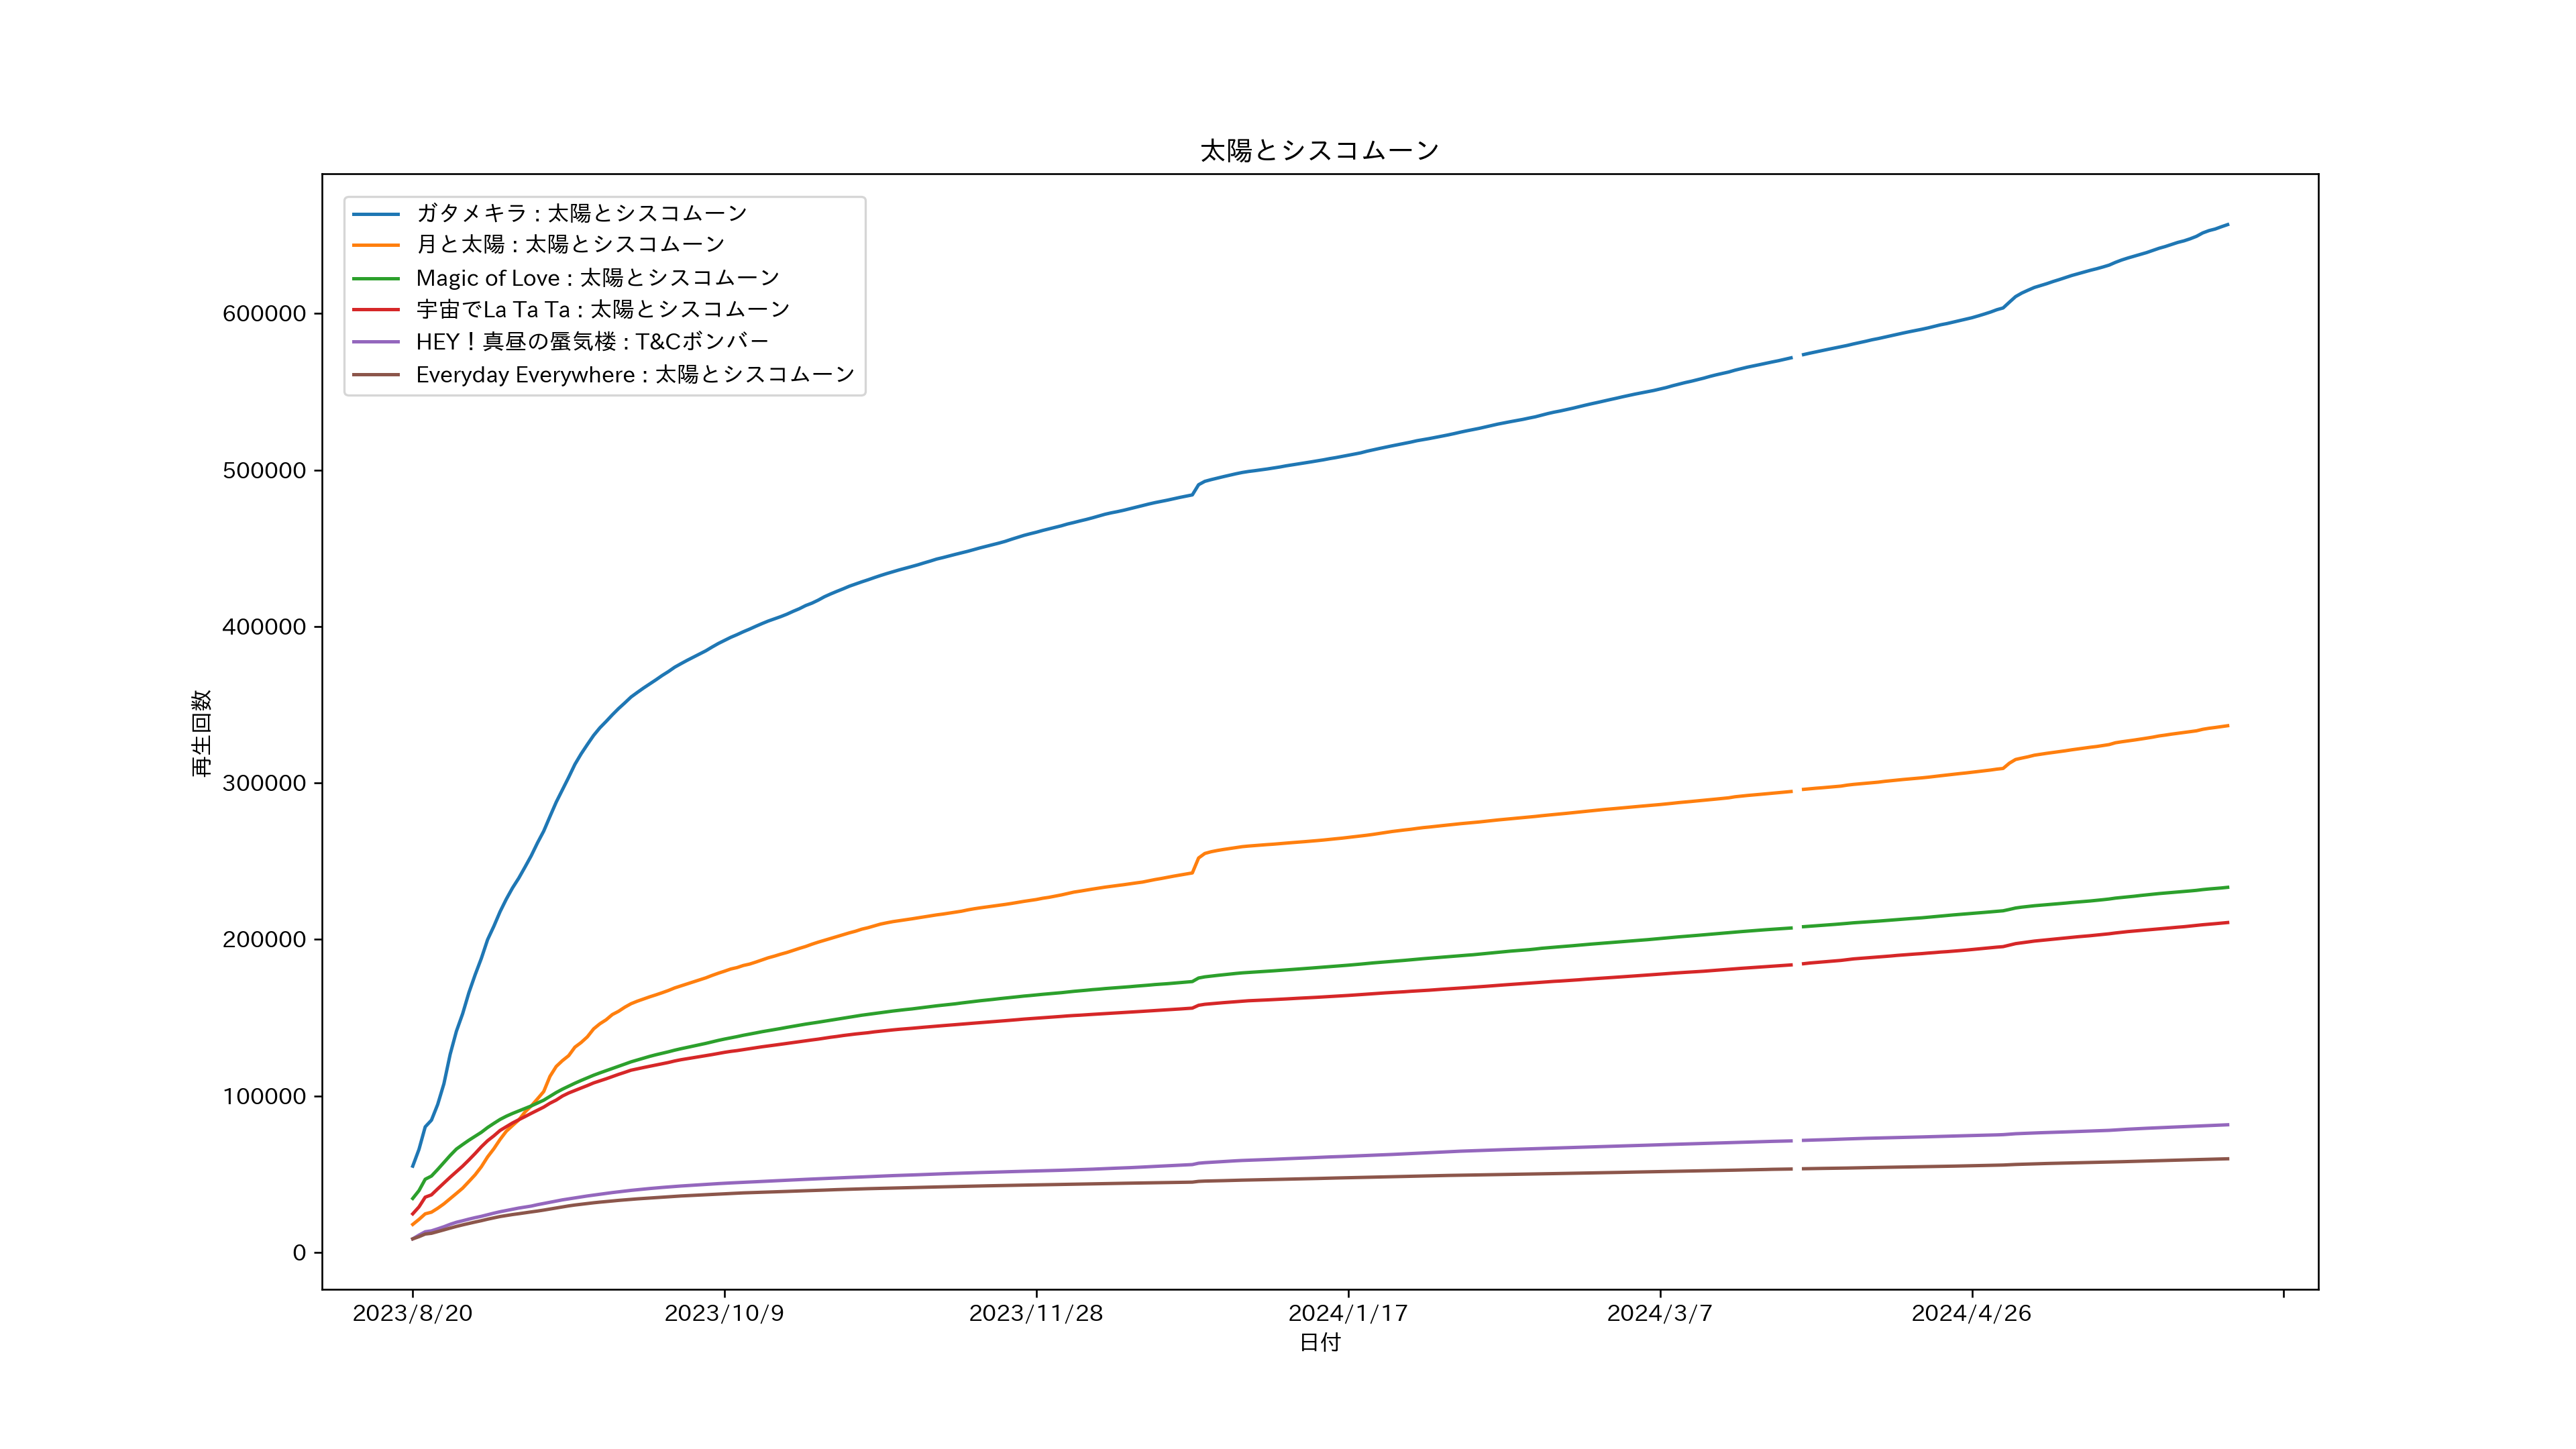 太陽とシスコムーン
ガタメキラ : 太陽とシスコムーン
月と太陽 : 太陽とシスコムーン
Magic of Love : 太陽とシスコムーン
宇宙でLa Ta Ta : 太陽とシスコムーン
HEY！真昼の蜃気楼 : T&Cボンバー
Everyday Everywhere : 太陽とシスコムーン
600000
500000
400000
300000
200000
100000
0
再生回数
2023/8/20 2023/10/9 2023/11/28 2024/1/17 2024/3/7 2024/4/26
日付